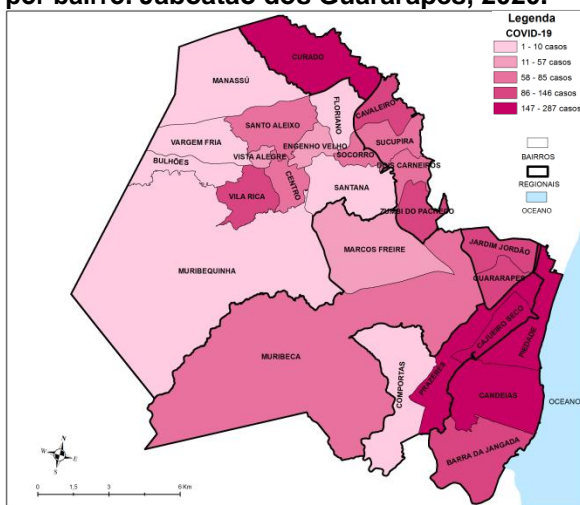 por bairro. Jaboatão dos Guararapes, 2020.
Legenda
COVID-19
1 - 10 casos
11 - 57 casos
58 - 85 casos
86 - 146 casos
147 - 287 casos
BAIRROS
REGIONAIS
OCEANO
CURADO
MANASSÚ
FLORIANO
CAVALEIRO
SANTO ALEIXO
SUCUPIRA
VARGEM FRIA
ENGENHO VELHO
VISTA ALEGRE
SOCORRO
BULHÕES
DOIS CARNEIROS
CENTRO
SANTANA
VILA RICA
ZUMBI DO PACHECO
MARCOS FREIRE
JARDIM JORDÃO
MURIBEQUINHA
GUARARAPES
CAJUEIRO SECO
PIEDADE
MURIBECA
COMPORTAS
PRAZERES
CANDEIAS
OCEANO
BARRA DA JANGADA
N
W
E
S
0 1,5 3 6 Km